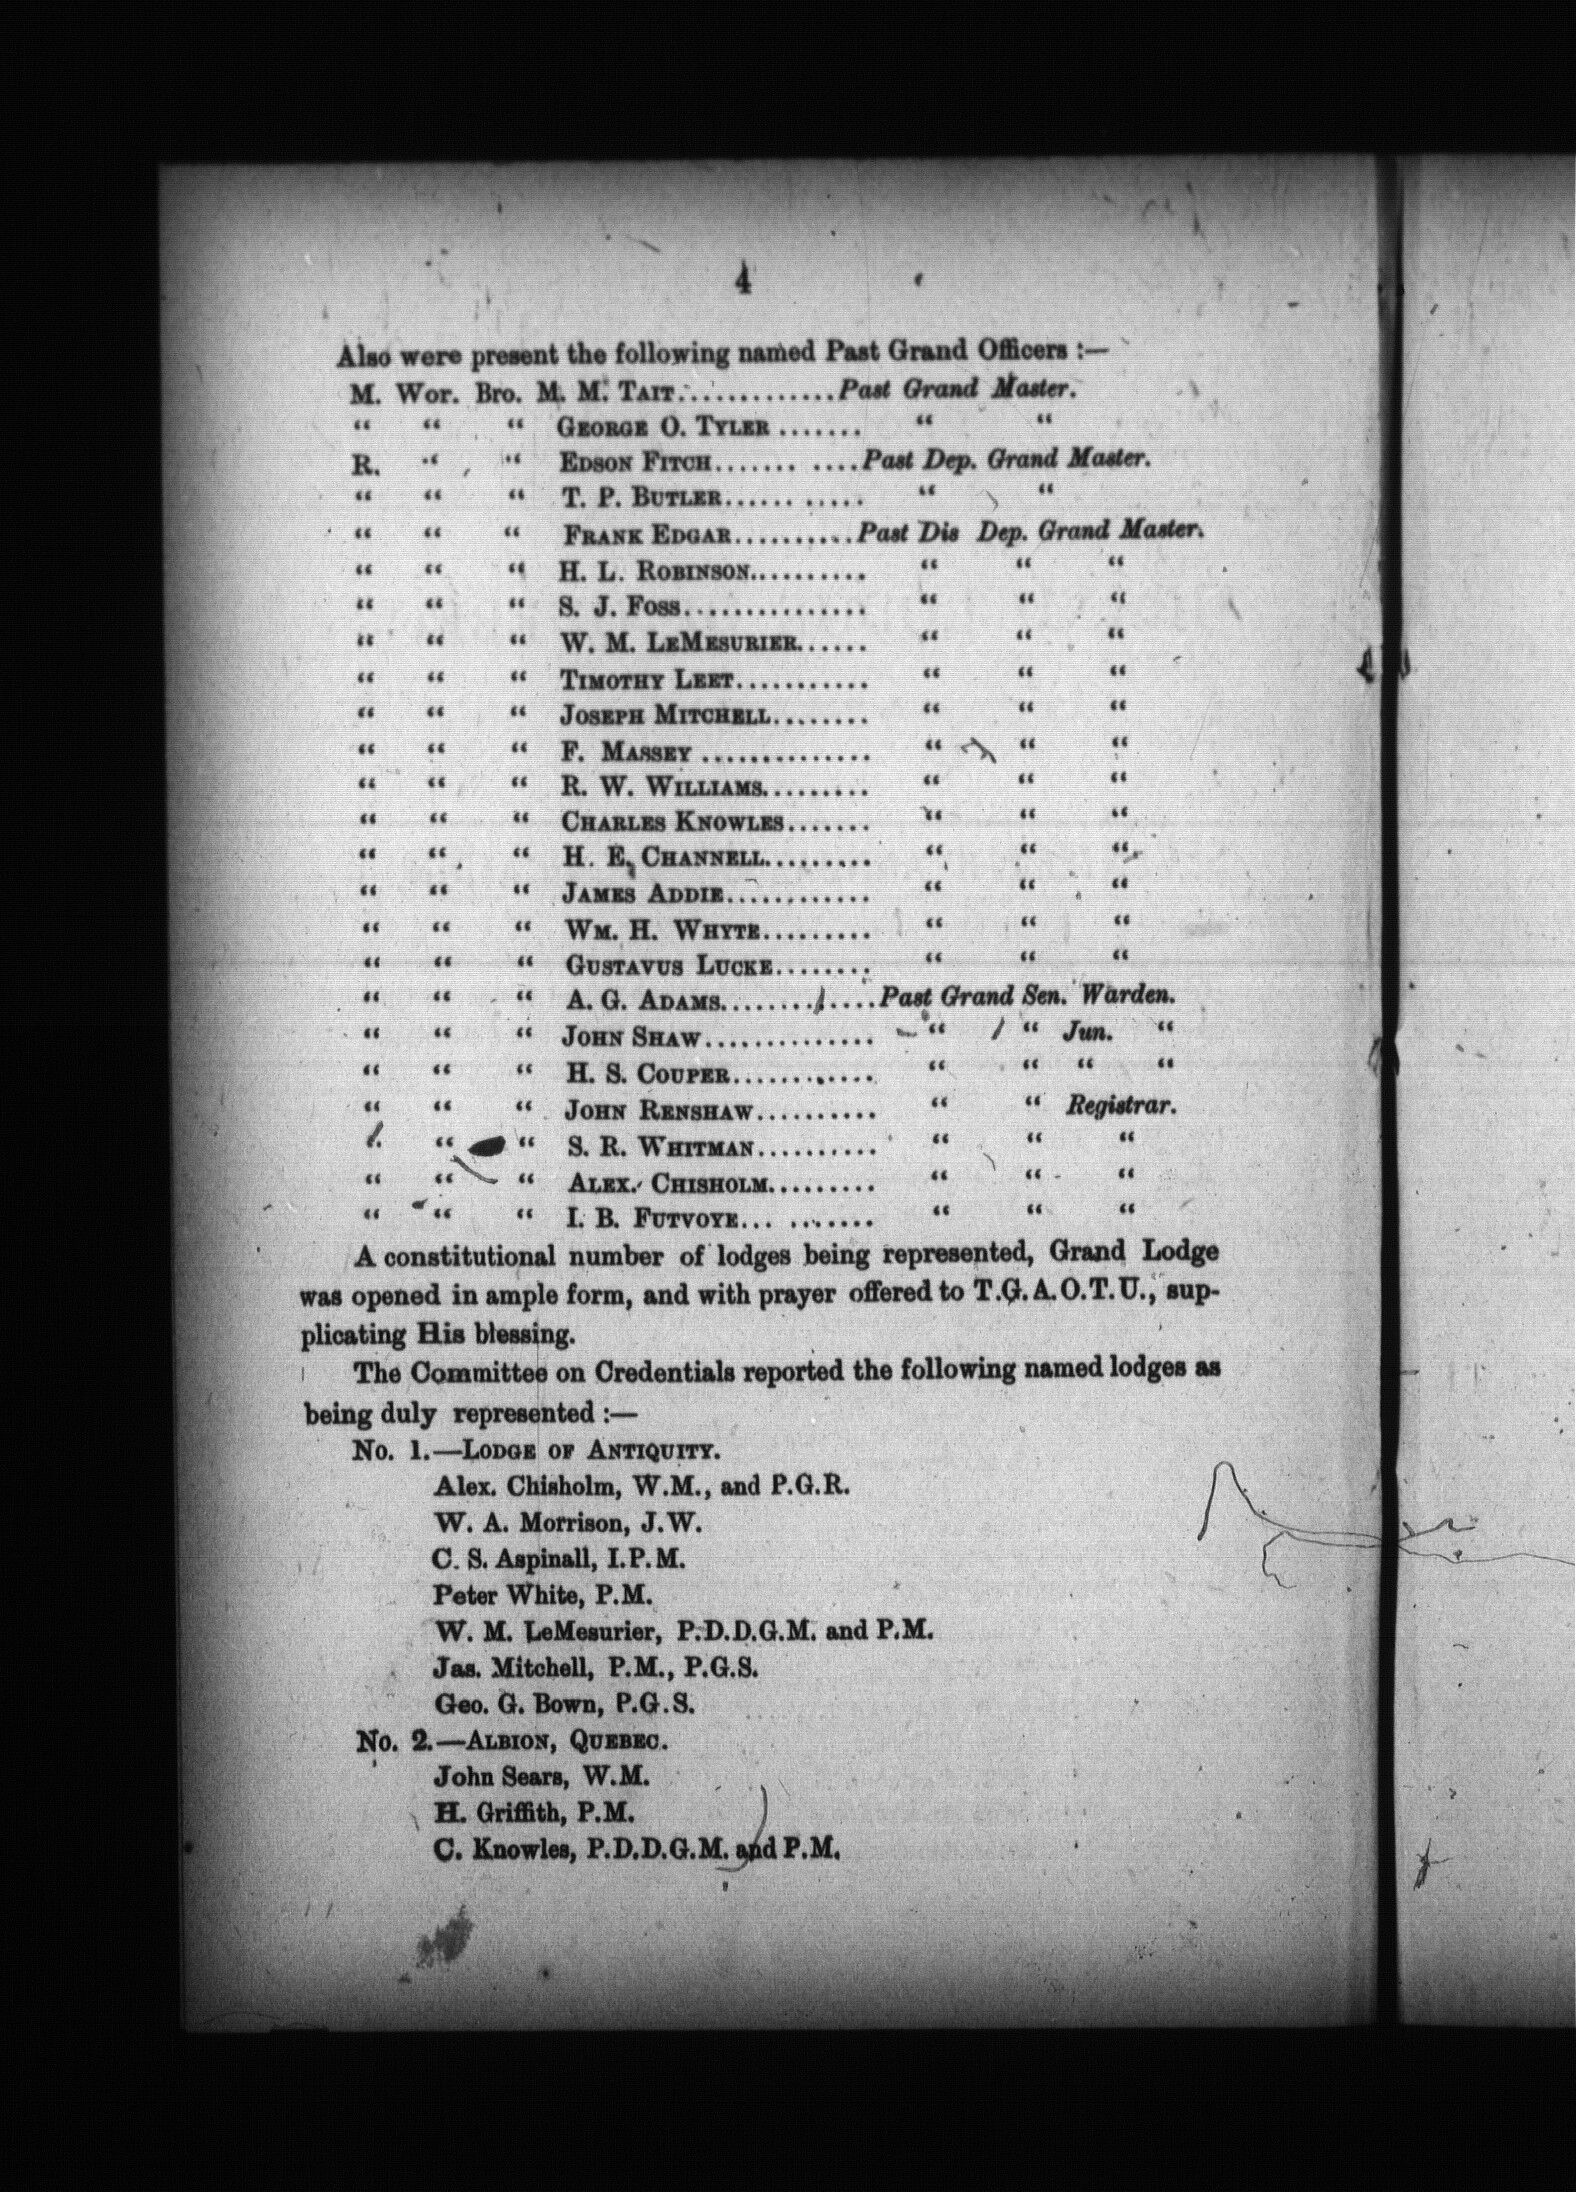 4
Also were present the following named Past Grand Officers :—
M. Wor. Bro. M. M. TAIT............Past Grand Master.
“ “ “ GEORGE O. TYLER ....... “ “
R. “ “ EDSON FITCH....... ....Past Dep. Grand Master.
“ “ “ T. P. BUTLER...... ..... “ “
“ “ “ FRANK EDGAR..........Past Dis Dep. Grand Master.
“ “ “ H. L. ROBINSON.......... “ “ “
“ “ “ S. J. FOSS............... “ “ “
“ “ “ W. M. LEMESURIER...... “ “ “
“ “ “ TIMOTHY LEET........... “ “ “
“ “ “ JOSEPH MITCHELL........ “ “ “
“ “ “ F. MASSEY .............. “ “ “
“ “ “ R. W. WILLIAMS......... “ “ “
“ “ “ CHARLES KNOWLES....... “ “ “
“ “ “ H. E. CHANNELL......... “ “ “
“ “ “ JAMES ADDIE............ “ “ “
“ “ “ WM. H. WHYTE......... “ “ “
“ “ “ GUSTAVUS LUCKE........ “ “ “
“ “ “ A. G. ADAMS.............Past Grand Sen. Warden.
“ “ “ JOHN SHAW.............. “ “ Jun. “
“ “ “ H. S. COUPER............ “ “ “ “
“ “ “ JOHN RENSHAW.......... “ “ Registrar.
“ “ “ S. R. WHITMAN.......... “ “ “
“ “ “ ALEX. CHISHOLM......... “ “ “
“ “ “ I. B. FUTVOYE... ....... “ “ “
A constitutional number of lodges being represented, Grand Lodge
was opened in ample form, and with prayer offered to T.G.A.O.T.U., sup-
plicating His blessing.
The Committee on Credentials reported the following named lodges as
being duly represented :—
No. 1.—LODGE OF ANTIQUITY.
Alex. Chisholm, W.M., and P.G.R.
W. A. Morrison, J.W.
C. S. Aspinall, I.P.M.
Peter White, P.M.
W. M. LeMesurier, P.D.D.G.M. and P.M.
Jas. Mitchell, P.M., P.G.S.
Geo. G. Bown, P.G.S.
No. 2.—ALBION, QUEBEC.
John Sears, W.M.
H. Griffith, P.M.
C. Knowles, P.D.D.G.M. and P.M.